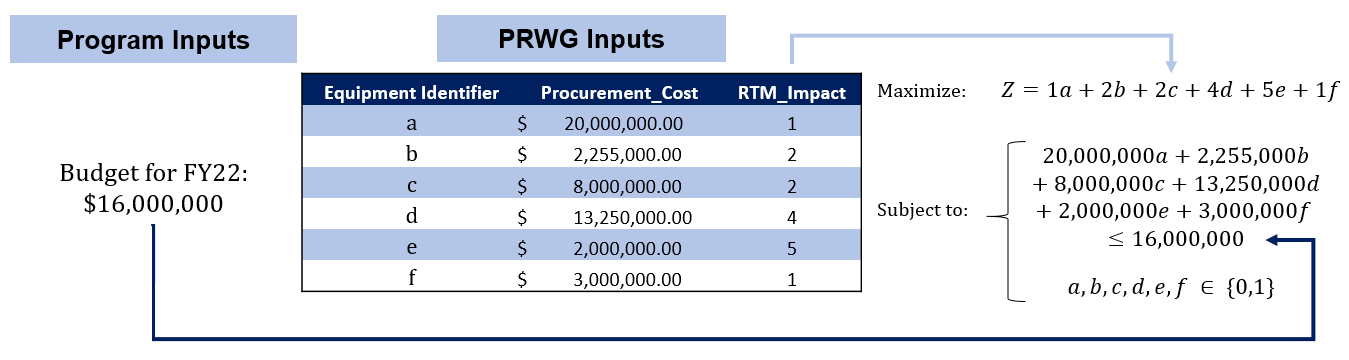 Program Inputs
PRWG Inputs
Budget for FY22:
$16,000,000
Equipment Identifier Procurement_Cost RTM_Impact
a $ 20,000,000.00 1
b $ 2,255,000.00 2
c $ 8,000,000.00 2
d $ 13,250,000.00 4
e $ 2,000,000.00 5
f $ 3,000,000.00 1
Maximize: Z = 1a + 2b + 2c + 4d + 5e + 1f
Subject to:
20,000,000a + 2,255,000b
+ 8,000,000c + 13,250,000d
+ 2,000,000e + 3,000,000f
≤ 16,000,000
a, b, c, d, e, f ∈ {0,1}